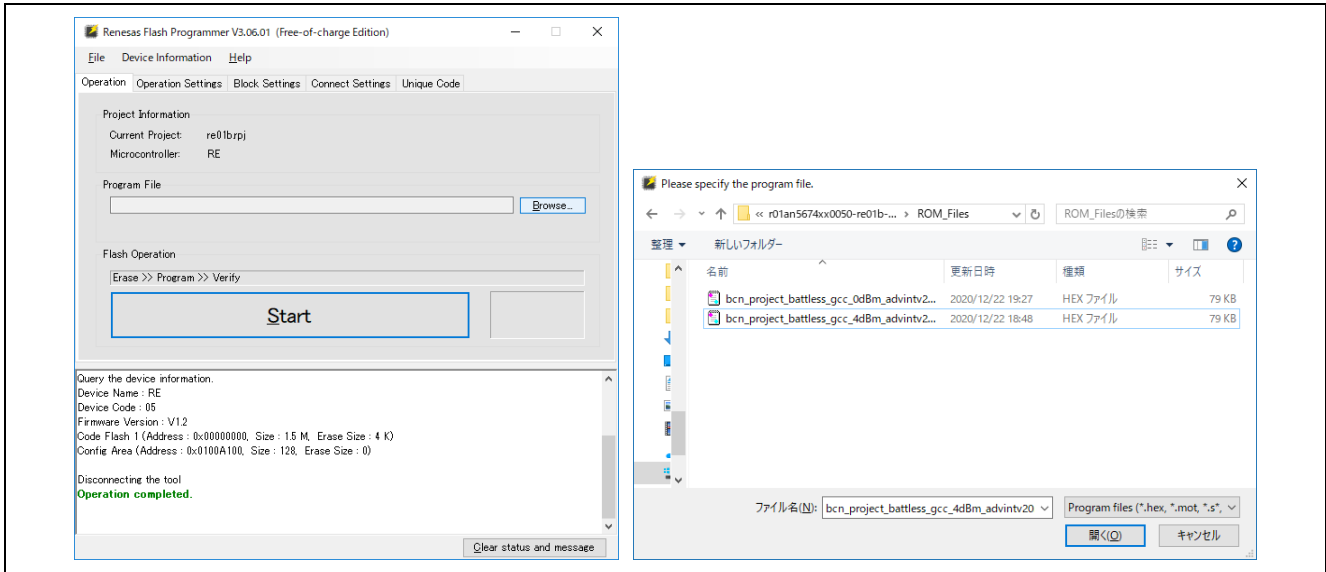 Renesas Flash Programmer V3.06.01 (Free-of-charge Edition)
File Device Information Help
Operation Operation Settings Block Settings Connect Settings Unique Code
Project Information
Current Project: re01b.rpj
Microcontroller: RE
Program File
Browse...
Flash Operation
Erase >> Program >> Verify
Start
Query the device information.
Device Name : RE
Device Code : 05
Firmware Version : V1.2
Code Flash 1 (Address : 0x00000000, Size : 1.5 M, Erase Size : 4 K)
Config Area (Address : 0x0100A100, Size : 128, Erase Size : 0)
Disconnecting the tool
Operation completed.
Clear status and message
Please specify the program file.
« r01an5674xx0050-re01b-... › ROM_Files ROM_Filesの検索
整理 新しいフォルダー
名前 更新日時 種類 サイズ
bcn_project_battless_gcc_0dBm_advintv2... 2020/12/22 19:27 HEX ファイル 79 KB
bcn_project_battless_gcc_4dBm_advintv2... 2020/12/22 18:48 HEX ファイル 79 KB
ファイル名(N): bcn_project_battless_gcc_4dBm_advintv20 Program files (*.hex, *.mot, *.s*,
開く(O) キャンセル